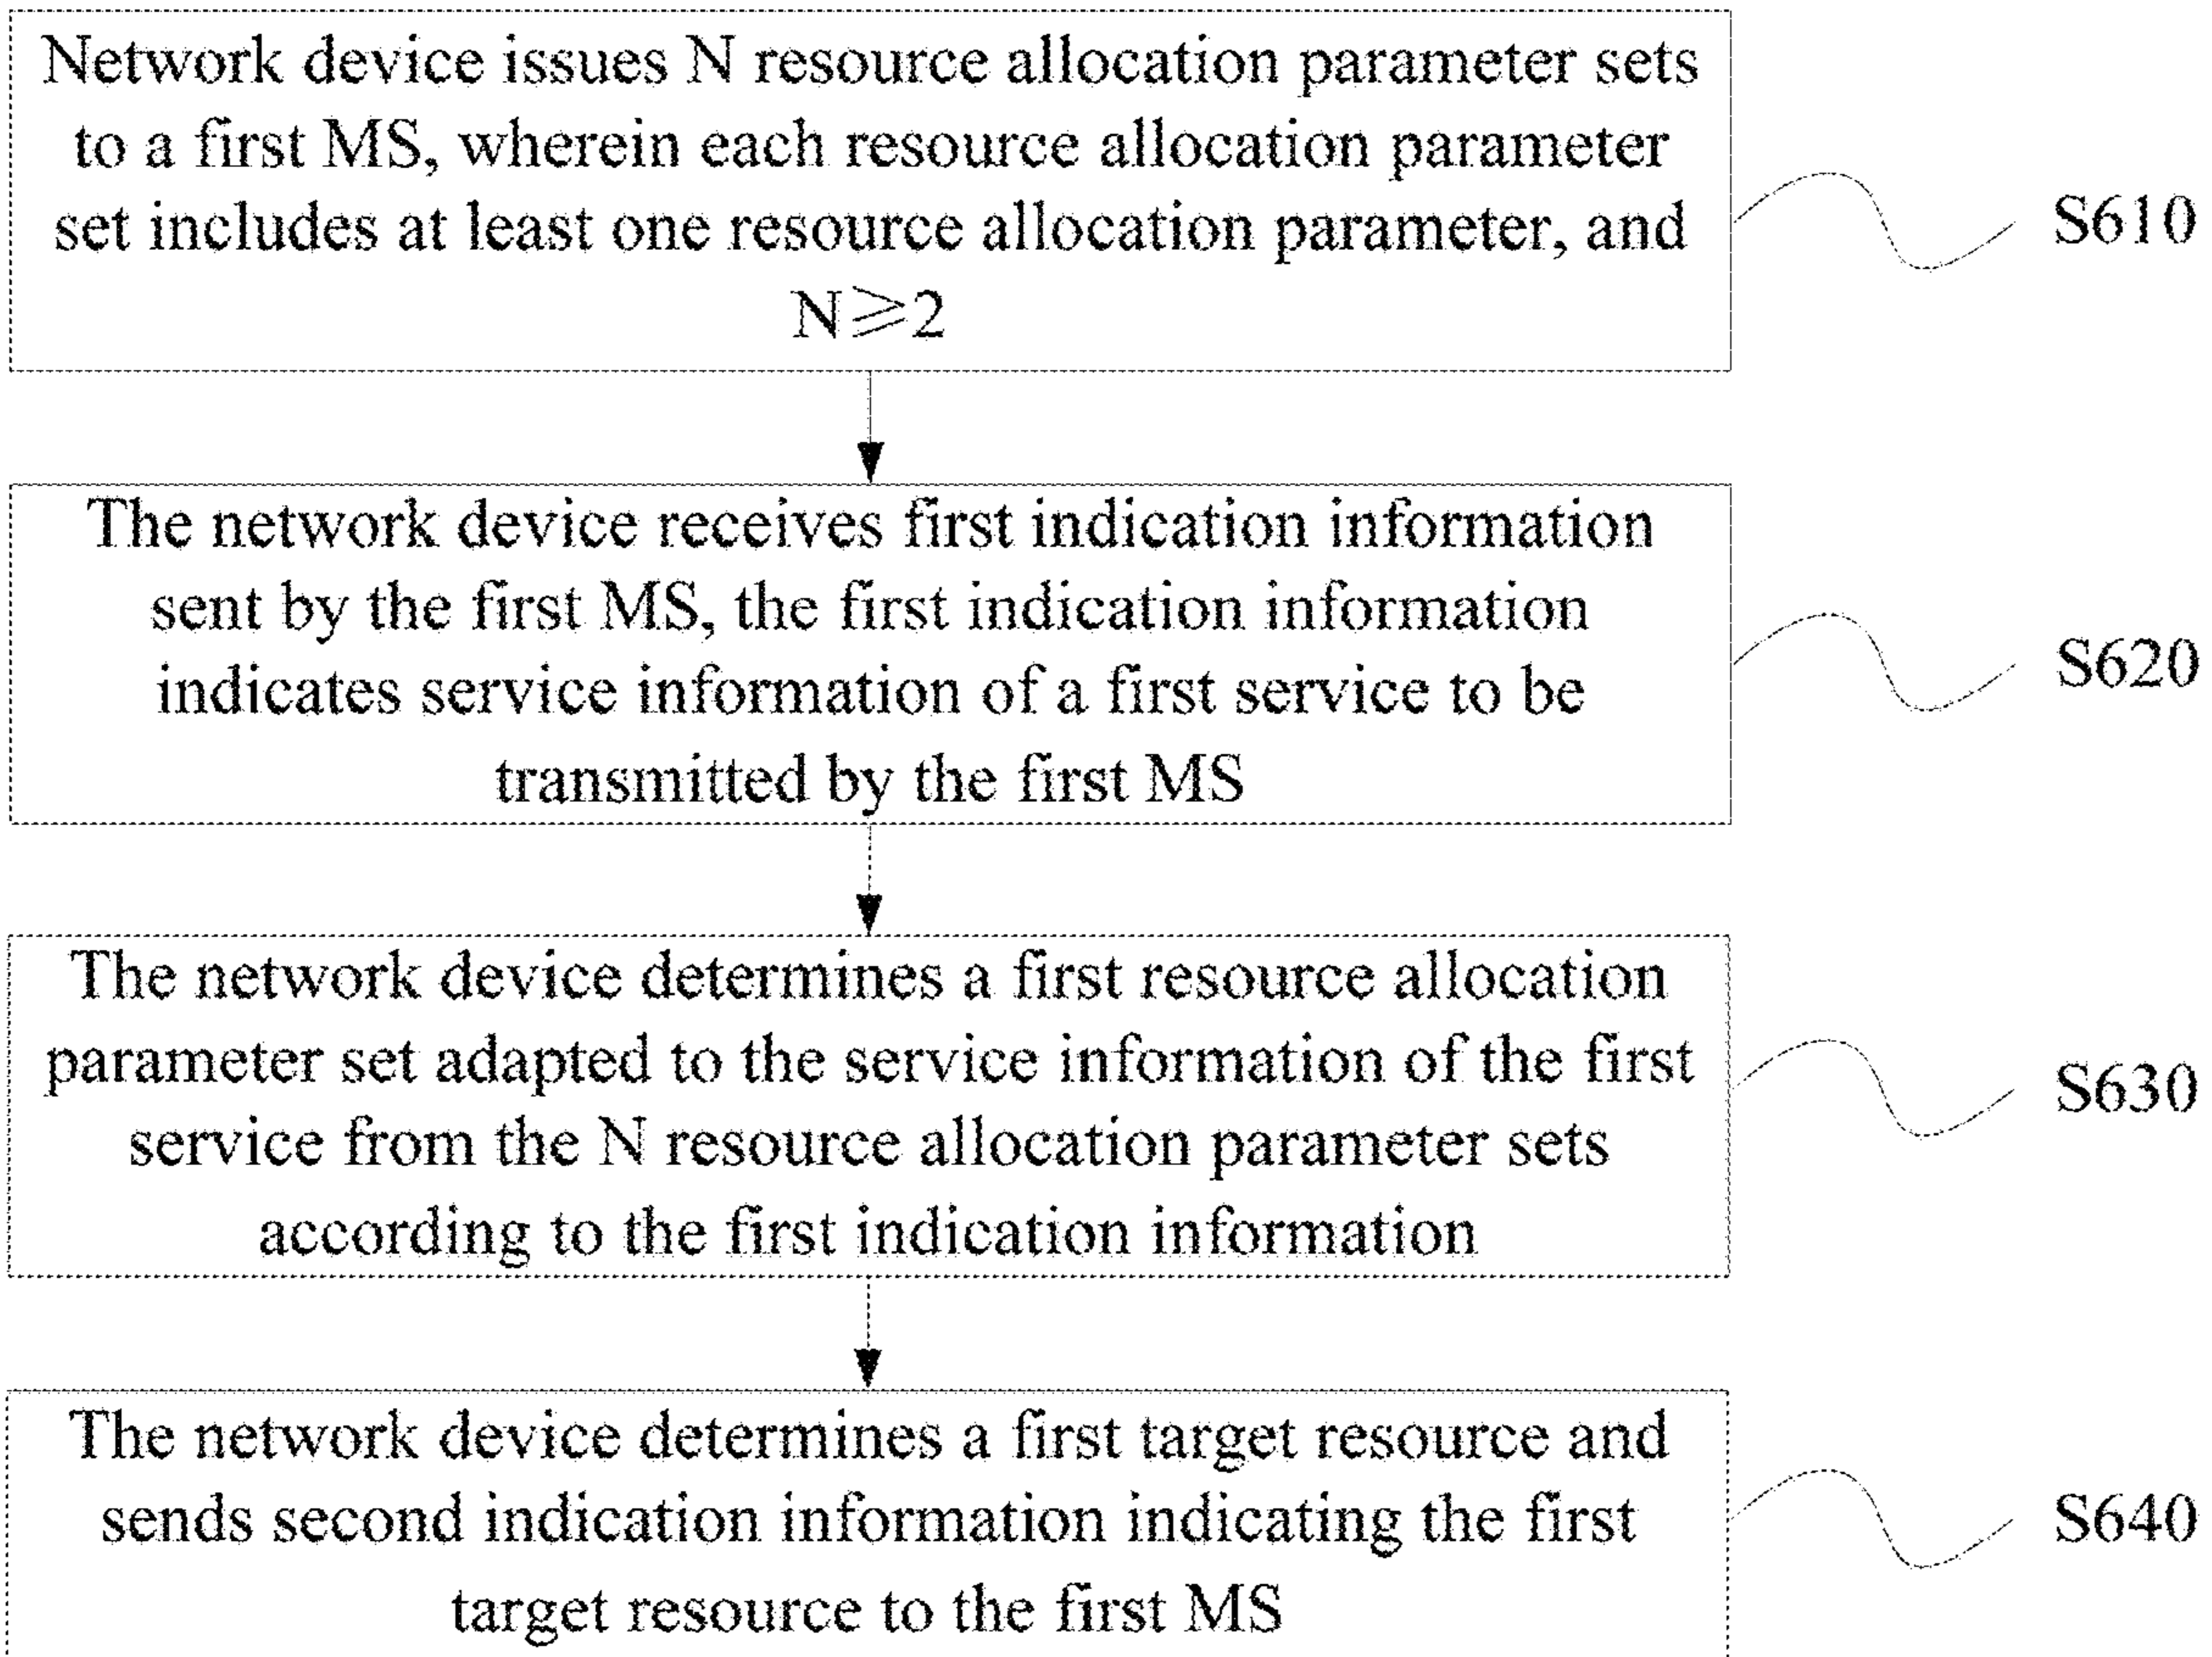 Network device issues N resource allocation parameter sets
to a first MS, wherein each resource allocation parameter
set includes at least one resource allocation parameter, and
N⩾2
S610
The network device receives first indication information
sent by the first MS, the first indication information
indicates service information of a first service to be
transmitted by the first MS
S620
The network device determines a first resource allocation
parameter set adapted to the service information of the first
service from the N resource allocation parameter sets
according to the first indication information
S630
The network device determines a first target resource and
sends second indication information indicating the first
target resource to the first MS
S640